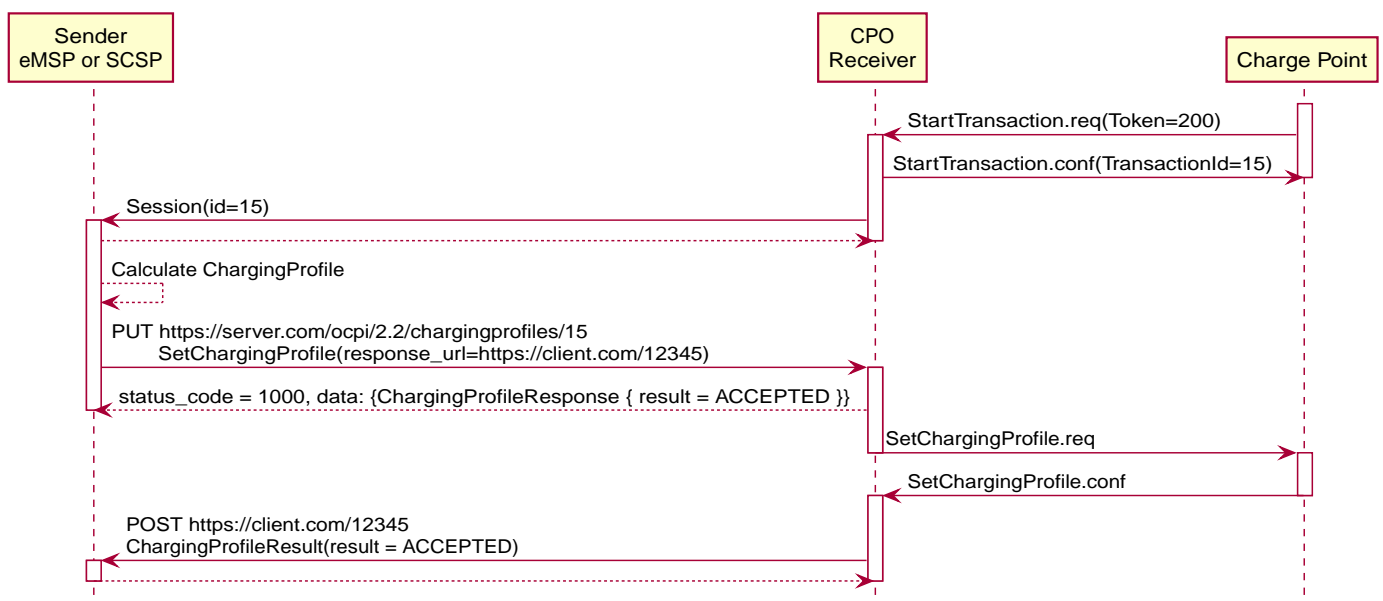 Sender
eMSP or SCSP
CPO
Receiver
Charge Point
StartTransaction.req(Token=200)
StartTransaction.conf(TransactionId=15)
Session(id=15)
Calculate ChargingProfile
PUT https://server.com/ocpi/2.2/chargingprofiles/15
SetChargingProfile(response_url=https://client.com/12345)
status_code = 1000, data: {ChargingProfileResponse { result = ACCEPTED }}
SetChargingProfile.req
SetChargingProfile.conf
POST https://client.com/12345
ChargingProfileResult(result = ACCEPTED)